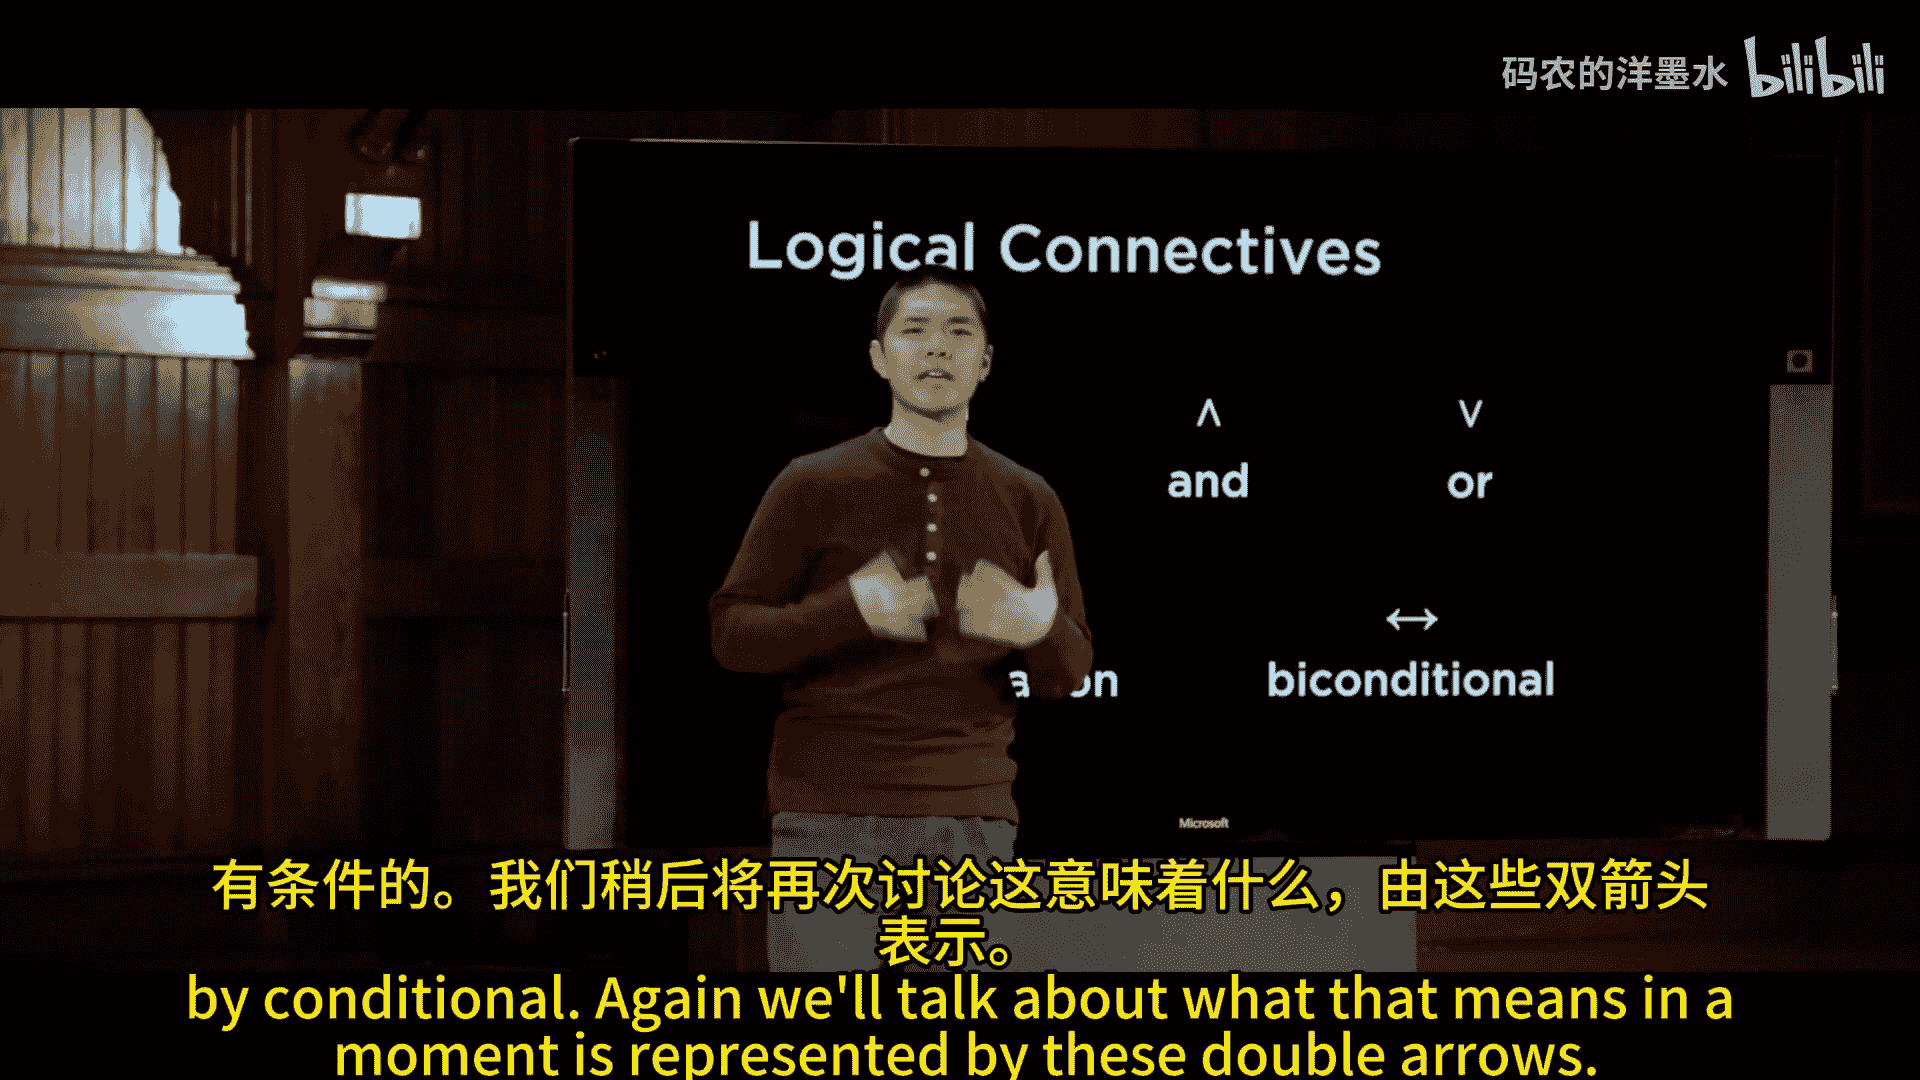 码农的洋墨水 bilibili
Logical Connectives
∧ ∨
and or
↔
biconditional
Microsoft
有条件的。我们稍后将再次讨论这意味着什么，由这些双箭头
表示。
by conditional. Again we'll talk about what that means in a
moment is represented by these double arrows.